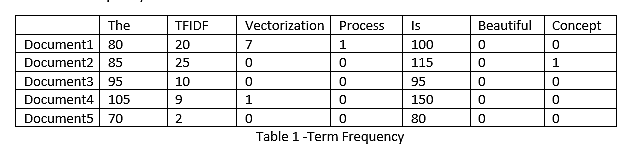 The TFIDF Vectorization Process Is Beautiful Concept
Document1 80 20 7 1 100 0 0
Document2 85 25 0 0 115 0 1
Document3 95 10 0 0 95 0 0
Document4 105 9 1 0 150 0 0
Document5 70 2 0 0 80 0 0
Table 1 -Term Frequency